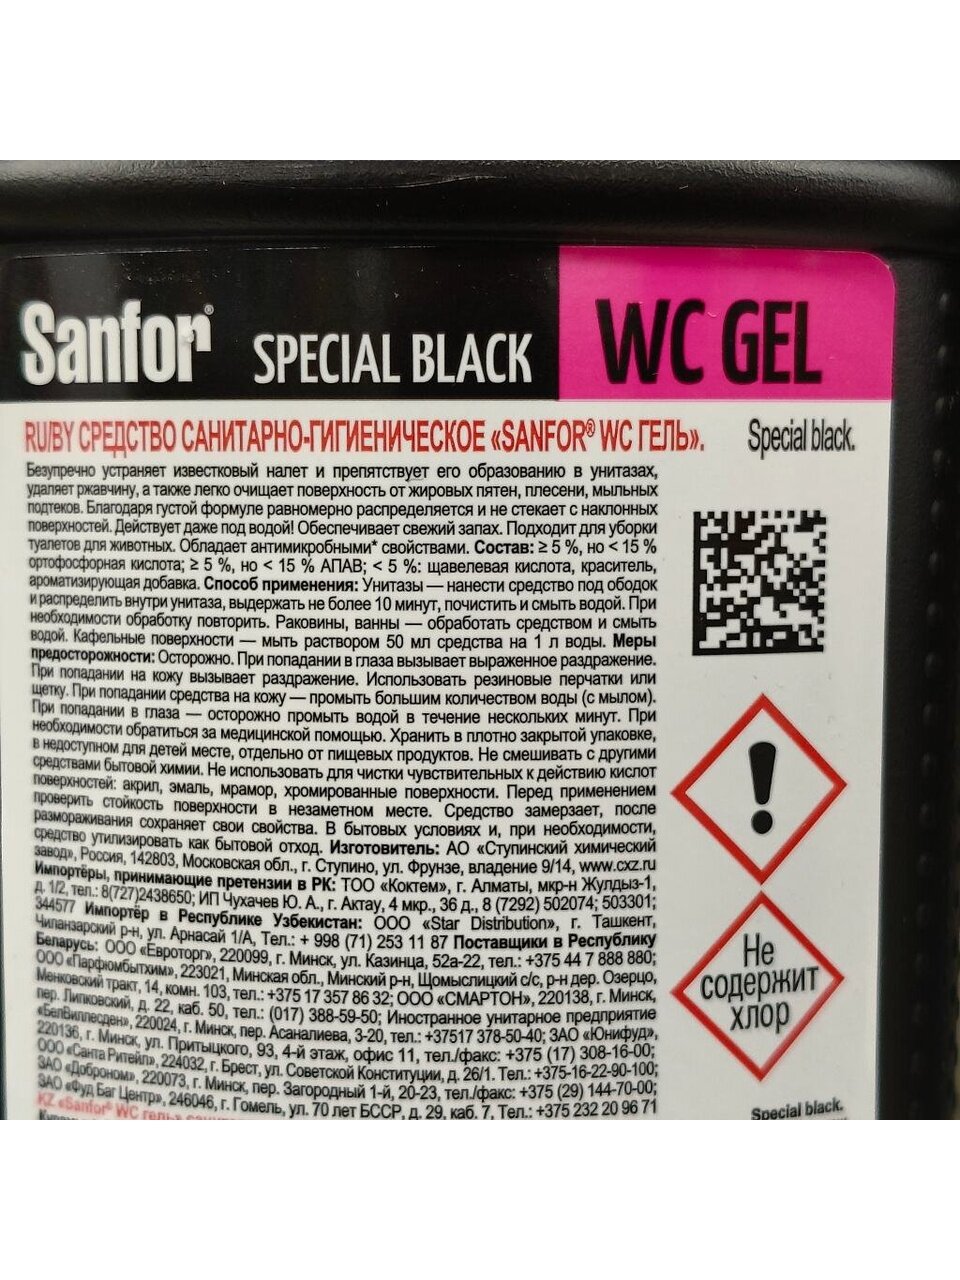 Sanfor® SPECIAL BLACK WC GEL
RU/BY СРЕДСТВО САНИТАРНО-ГИГИЕНИЧЕСКОЕ «SANFOR® WC ГЕЛЬ». Special black.
Безупречно устраняет известковый налет и препятствует его образованию в унитазах,
удаляет ржавчину, а также легко очищает поверхность от жировых пятен, плесени, мыльных
подтеков. Благодаря густой формуле равномерно распределяется и не стекает с наклонных
поверхностей. Действует даже под водой! Обеспечивает свежий запах. Подходит для уборки
туалетов для животных. Обладает антимикробными* свойствами. Состав: ≥ 5 %, но < 15 %
ортофосфорная кислота; ≥ 5 %, но < 15 % АПАВ; < 5 %: щавелевая кислота, краситель,
ароматизирующая добавка. Способ применения: Унитазы — нанести средство под ободок
и распределить внутри унитаза, выдержать не более 10 минут, почистить и смыть водой. При
необходимости обработку повторить. Раковины, ванны — обработать средством и смыть
водой. Кафельные поверхности — мыть раствором 50 мл средства на 1 л воды. Меры
предосторожности: Осторожно. При попадании в глаза вызывает выраженное раздражение.
При попадании на кожу вызывает раздражение. Использовать резиновые перчатки или
щетку. При попадании средства на кожу — промыть большим количеством воды (с мылом).
При попадании в глаза — осторожно промыть водой в течение нескольких минут. При
необходимости обратиться за медицинской помощью. Хранить в плотно закрытой упаковке,
в недоступном для детей месте, отдельно от пищевых продуктов. Не смешивать с другими
средствами бытовой химии. Не использовать для чистки чувствительных к действию кислот
поверхностей: акрил, эмаль, мрамор, хромированные поверхности. Перед применением
проверить стойкость поверхности в незаметном месте. Средство замерзает, после
размораживания сохраняет свои свойства. В бытовых условиях и, при необходимости,
средство утилизировать как бытовой отход. Изготовитель: АО «Ступинский химический
завод», Россия, 142803, Московская обл., г. Ступино, ул. Фрунзе, владение 9/14, www.cxz.ru
Импортёры, принимающие претензии в РК: ТОО «Коктем», г. Алматы, мкр-н Жулдыз-1,
д. 1/2, тел.: 8(727)2438650; ИП Чухачев Ю. А., г. Актау, 4 мкр., 36 д., 8 (7292) 502074; 503301;
344577 Импортёр в Республике Узбекистан: ООО «Star Distribution», г. Ташкент,
Чиланзарский р-н, ул. Арнасай 1/А, Тел.: + 998 (71) 253 11 87 Поставщики в Республику
Беларусь: ООО «Евроторг», 220099, г. Минск, ул. Казинца, 52а-22, тел.: +375 44 7 888 880;
ООО «Парфюмбытхим», 223021, Минская обл., Минский р-н, Щомыслицкий с/с, р-н дер. Озерцо,
Менковский тракт, 14, комн. 103, тел.: +375 17 357 86 32; ООО «СМАРТОН», 220138, г. Минск,
пер. Липковский, д. 22, каб. 50, тел.: (017) 388-59-50; Иностранное унитарное предприятие
«БелВиллесден», 220024, г. Минск, пер. Асаналиева, 3-20, тел.: +37517 378-50-40; ЗАО «Юнифуд»,
220136, г. Минск, ул. Притыцкого, 93, 4-й этаж, офис 11, тел./факс: +375 (17) 308-16-00;
ООО «Санта Ритейл», 224032, г. Брест, ул. Советской Конституции, д. 26/1. Тел.: +375-16-22-90-100;
ЗАО «Доброном», 220073, г. Минск, пер. Загородный 1-й, 20-23, тел./факс: +375 (29) 144-70-00;
ЗАО «Фуд Баг Центр», 246046, г. Гомель, ул. 70 лет БССР, д. 29, каб. 7, Тел.: +375 232 20 96 71
KZ «Sanfor® WC гель»
Не
содержит
хлор
Special black.